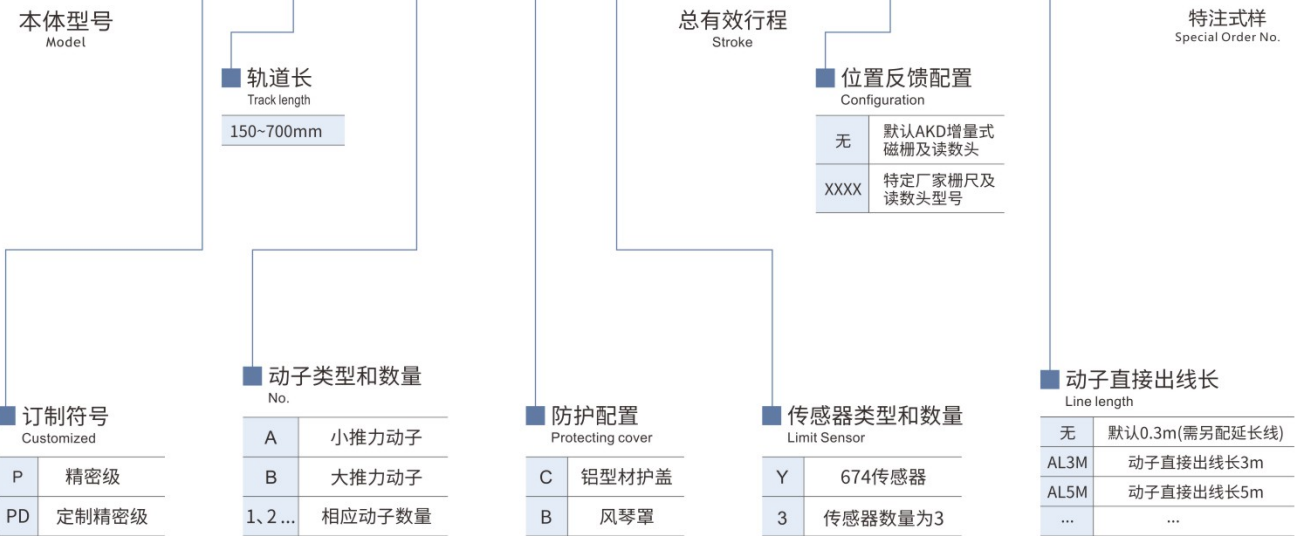 本体型号
Model
总有效行程
Stroke
特注式样
Special Order No.
轨道长
Track length
150~700mm
位置反馈配置
Configuration
无 默认AKD增量式
磁栅及读数头
XXXX 特定厂家栅尺及
读数头型号
订制符号
Customized
P 精密级
PD 定制精密级
动子类型和数量
No.
A 小推力动子
B 大推力动子
1、2... 相应动子数量
防护配置
Protecting cover
C 铝型材护盖
B 风琴罩
传感器类型和数量
Limit Sensor
Y 674传感器
3 传感器数量为3
动子直接出线长
Line length
无 默认0.3m(需另配延长线)
AL3M 动子直接出线长3m
AL5M 动子直接出线长5m
... ...